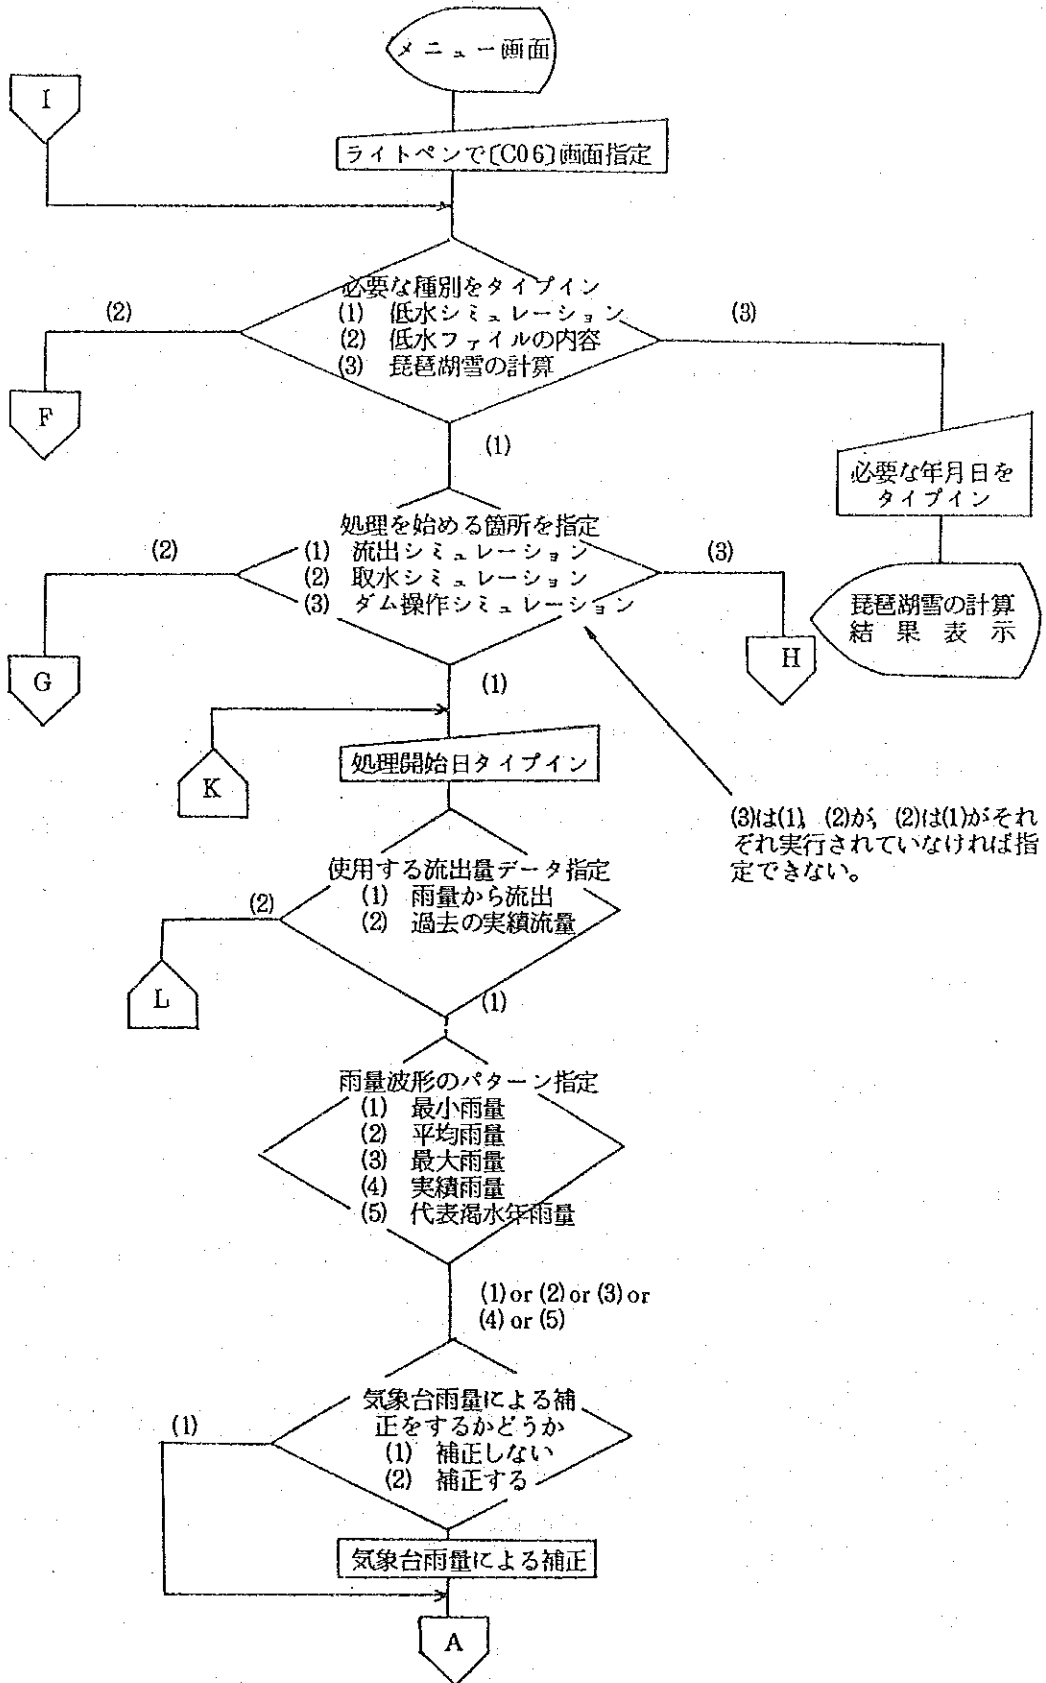 メニュー画面
I
ライトペンで〔C06〕画面指定
必要な種別をタイプイン
(1) 低水シミュレーション
(2) 低水ファイルの内容
(3) 琵琶湖雪の計算
(2)
(3)
F
(1)
必要な年月日を
タイプイン
処理を始める箇所を指定
(1) 流出シミュレーション
(2) 取水シミュレーション
(3) ダム操作シミュレーション
(2)
(3)
琵琶湖雪の計算
結果表示
G
H
(1)
K
処理開始日タイプイン
(3)は(1), (2)が, (2)は(1)がそれ
ぞれ実行されていなければ指
定できない。
使用する流出量データ指定
(1) 雨量から流出
(2) 過去の実績流量
(2)
L
(1)
雨量波形のパターン指定
(1) 最小雨量
(2) 平均雨量
(3) 最大雨量
(4) 実績雨量
(5) 代表渇水年雨量
(1) or (2) or (3) or
(4) or (5)
気象台雨量による補
正をするかどうか
(1) 補正しない
(2) 補正する
(1)
気象台雨量による補正
A